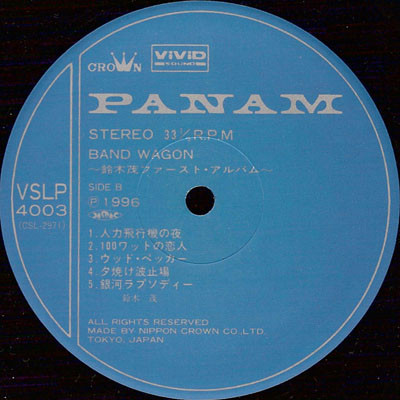 CROWN
ViViD
SOUND
PANAM
STEREO 33 1/3 R.P.M
BAND WAGON
〜鈴木茂ファースト・アルバム〜
SIDE B
VSLP
4003
(CSL-2971)
Ⓟ 1996
1.人力飛行機の夜
2.100ワットの恋人
3.ウッド・ペッカー
4.夕焼け波止場
5.銀河ラプソディー
鈴木 茂
ALL RIGHTS RESERVED
MADE BY NIPPON CROWN CO.,LTD.
TOKYO, JAPAN